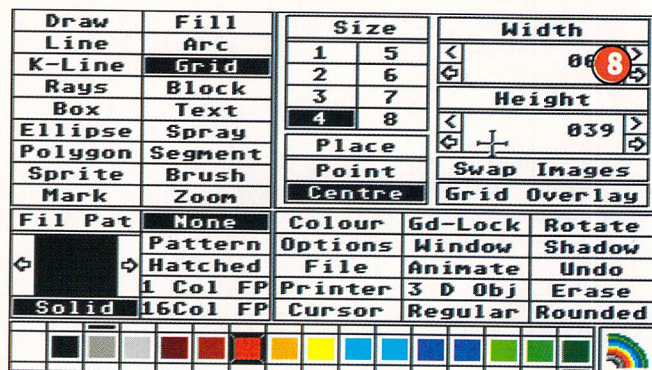 Draw Fill
Line Arc
K-Line Grid
Rays Block
Box Text
Ellipse Spray
Polygon Segment
Sprite Brush
Mark Zoom
Size
1 5
2 6
3 7
4 8
Place
Point
Centre
Width
< >
8
Height
< 039 >
Swap Images
Grid Overlay
Fil Pat None
Pattern
Hatched
1 Col FP
Solid 16Col FP
Colour Gd-Lock Rotate
Options Window Shadow
File Animate Undo
Printer 3 D Obj Erase
Cursor Regular Rounded